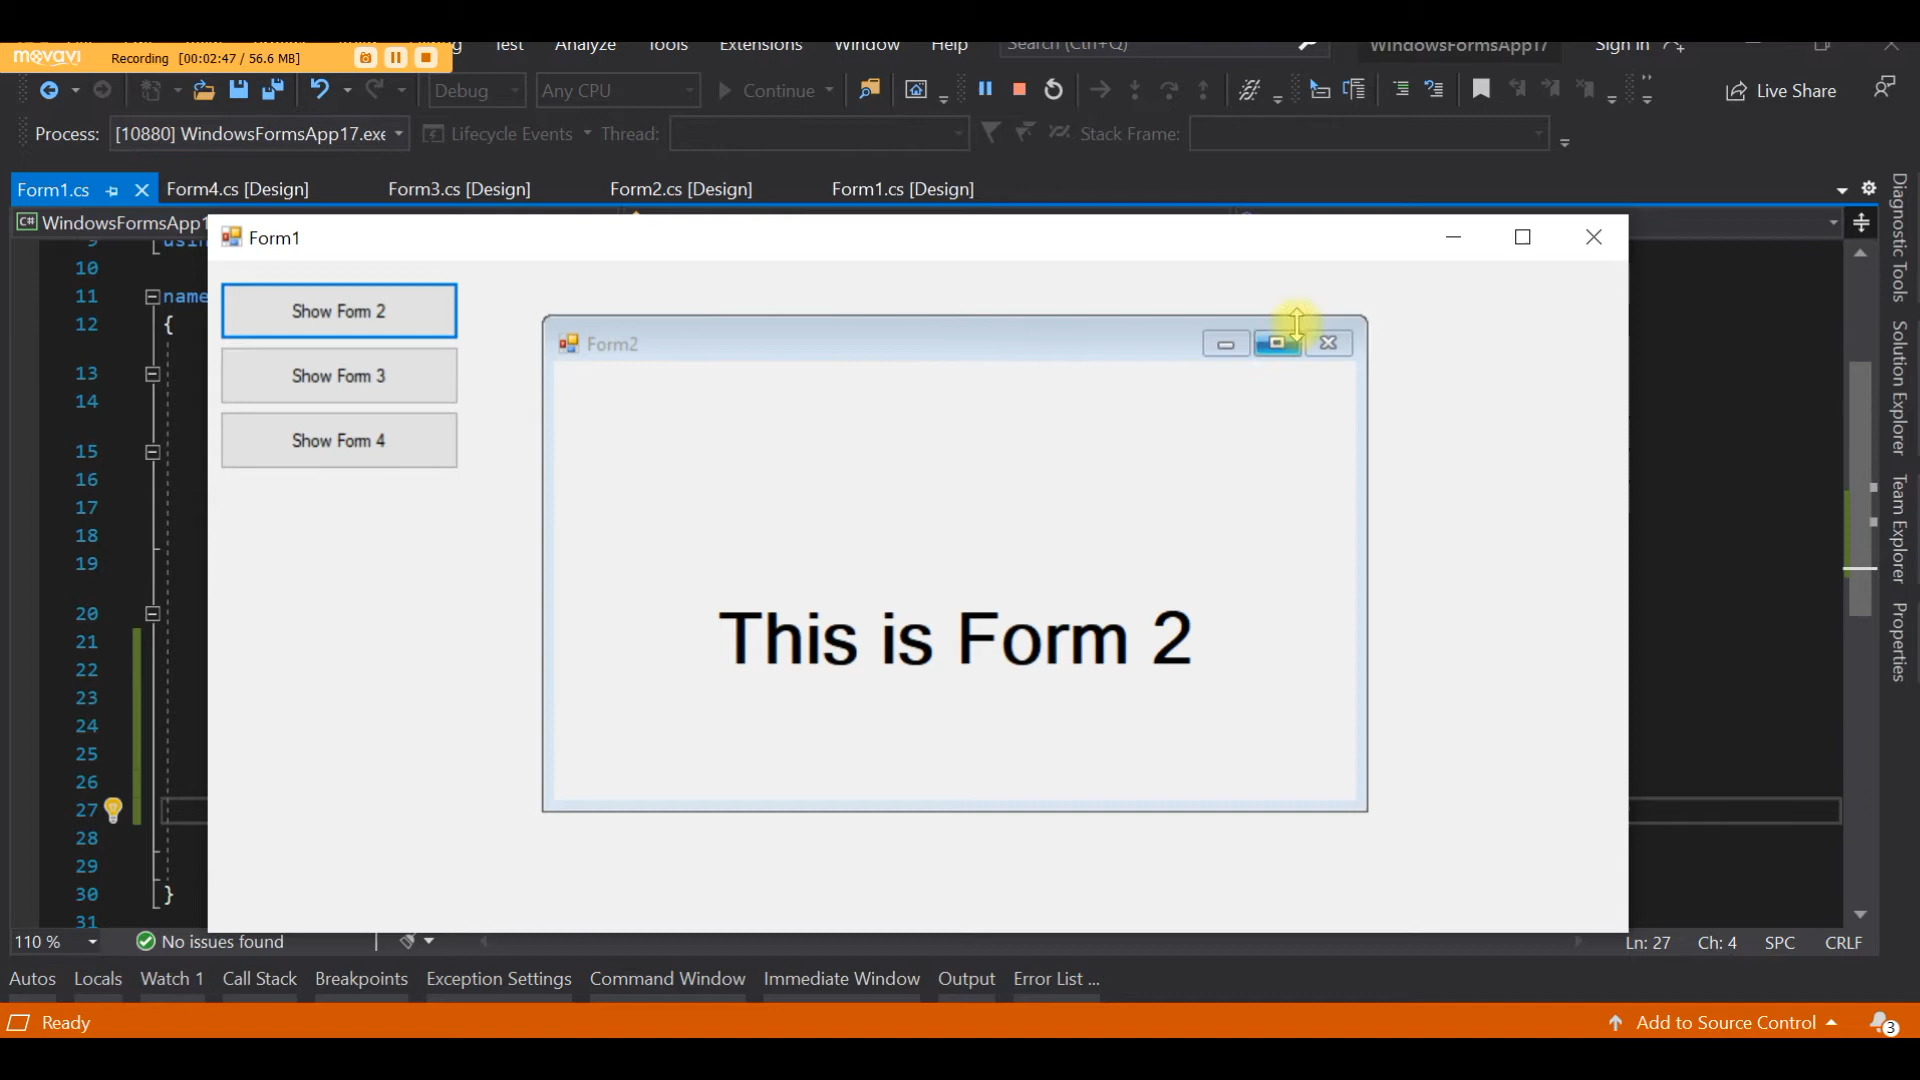 movavi Recording [00:02:47 / 56.6 MB]
Test Analyze Tools Extensions Window Help Search (Ctrl+Q) WindowsFormsApp17 Sign in
Debug Any CPU Continue Live Share
Process: [10880] WindowsFormsApp17.exe Lifecycle Events Thread: Stack Frame:
Form1.cs Form4.cs [Design] Form3.cs [Design] Form2.cs [Design] Form1.cs [Design]
C# WindowsFormsApp1
Form1
9 usin
10
11 name
12 {
13
14
15
16
17
18
19
20
21
22
23
24
25
26
27
28
29
30 }
31
Show Form 2
Show Form 3
Show Form 4
Form2
This is Form 2
Diagnostic Tools
Solution Explorer
Team Explorer
Properties
110 % No issues found Ln: 27 Ch: 4 SPC CRLF
Autos Locals Watch 1 Call Stack Breakpoints Exception Settings Command Window Immediate Window Output Error List ...
Ready Add to Source Control 3